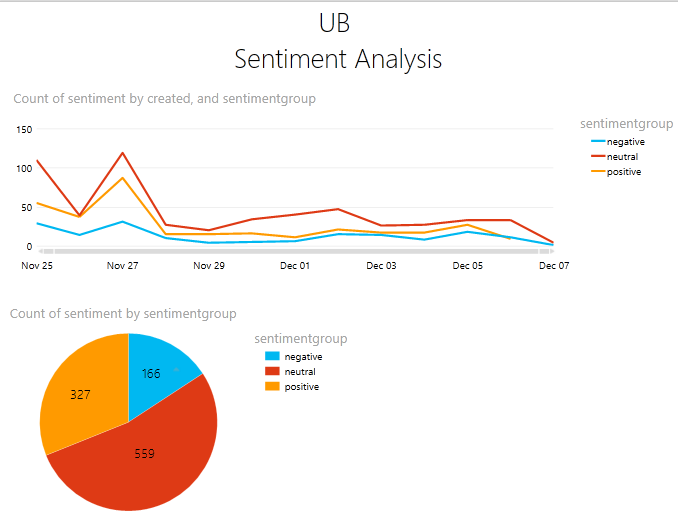 UB
Sentiment Analysis
Count of sentiment by created, and sentimentgroup
sentimentgroup
negative
neutral
positive
150
100
50
0
Nov 25 Nov 27 Nov 29 Dec 01 Dec 03 Dec 05 Dec 07
Count of sentiment by sentimentgroup
sentimentgroup
negative
neutral
positive
166
327
559